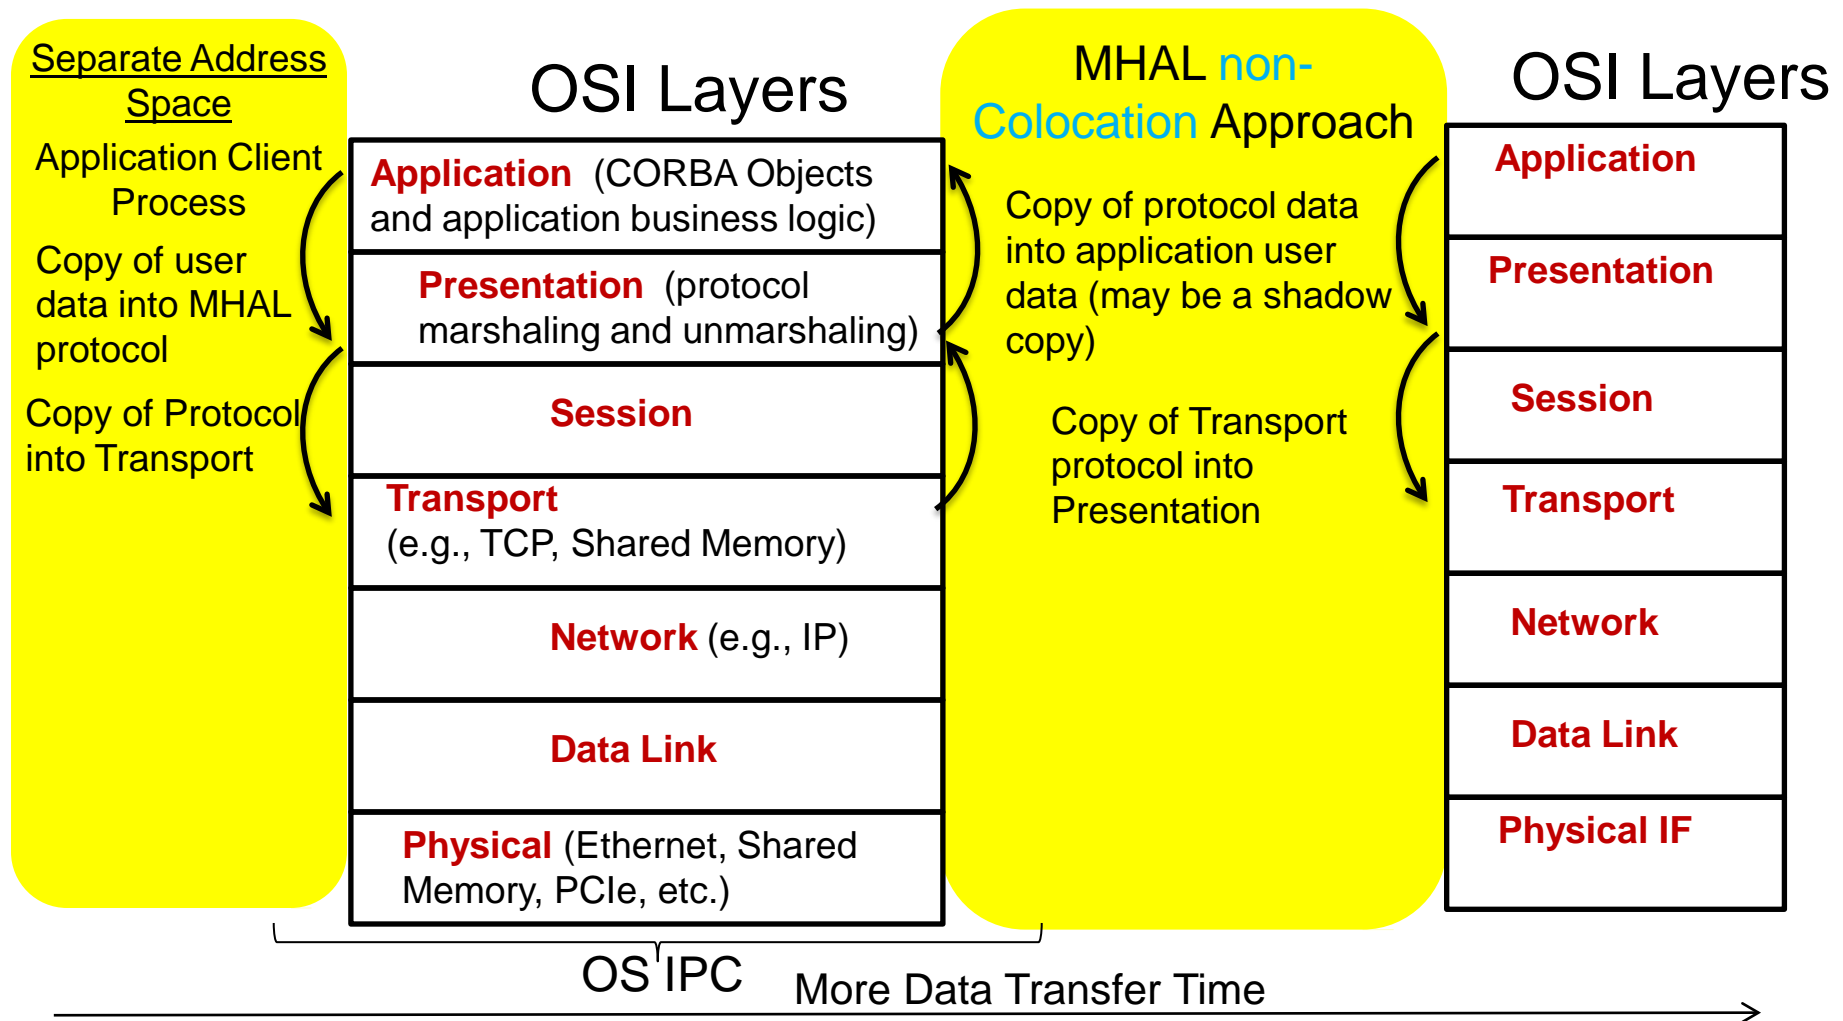 Separate Address
Space
Application Client
Process
Copy of user
data into MHAL
protocol
Copy of Protocol
into Transport
OSI Layers
Application (CORBA Objects
and application business logic)
Presentation (protocol
marshaling and unmarshaling)
Session
Transport
(e.g., TCP, Shared Memory)
Network (e.g., IP)
Data Link
Physical (Ethernet, Shared
Memory, PCIe, etc.)
MHAL non-
Colocation Approach
Copy of protocol data
into application user
data (may be a shadow
copy)
Copy of Transport
protocol into
Presentation
OSI Layers
Application
Presentation
Session
Transport
Network
Data Link
Physical IF
OS IPC
More Data Transfer Time